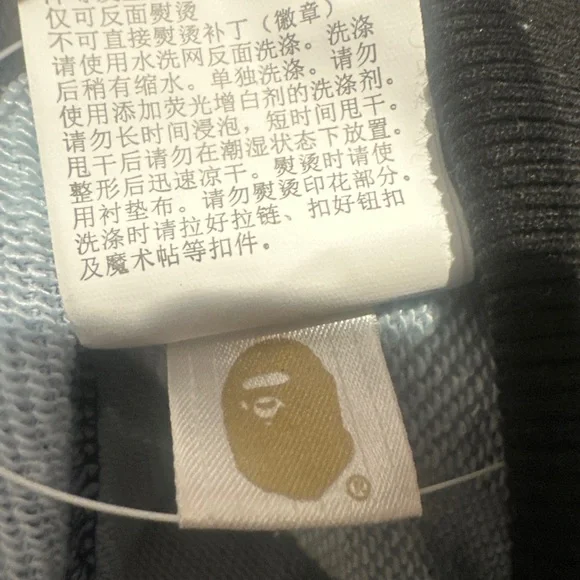 仅可反面熨烫
不可直接熨烫补丁（徽章）
请使用水洗网反面洗涤。洗涤
后稍有缩水。单独洗涤。请勿
使用添加荧光增白剂的洗涤剂。
请勿长时间浸泡，短时间甩干。
甩干后请勿在潮湿状态下放置。
整形后迅速凉干。熨烫时请使
用衬垫布。请勿熨烫印花部分。
洗涤时请拉好拉链、扣好钮扣
及魔术帖等扣件。
®